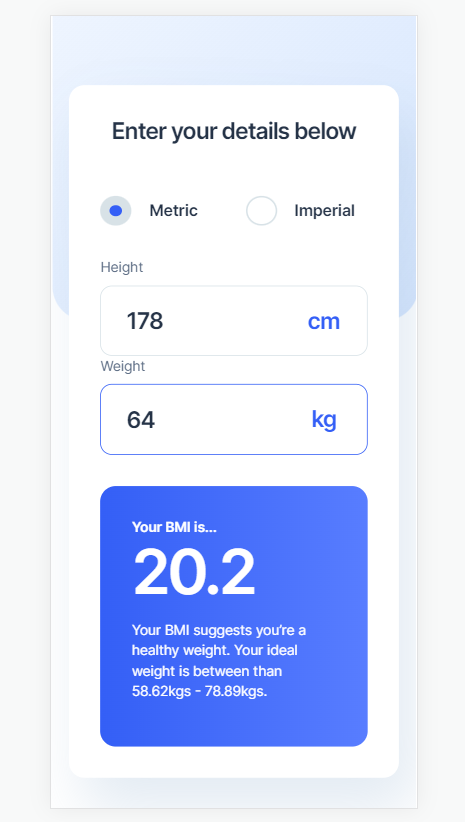 Enter your details below
Metric
Imperial
Height
178 cm
Weight
64 kg
Your BMI is...
20.2
Your BMI suggests you’re a
healthy weight. Your ideal
weight is between than
58.62kgs - 78.89kgs.